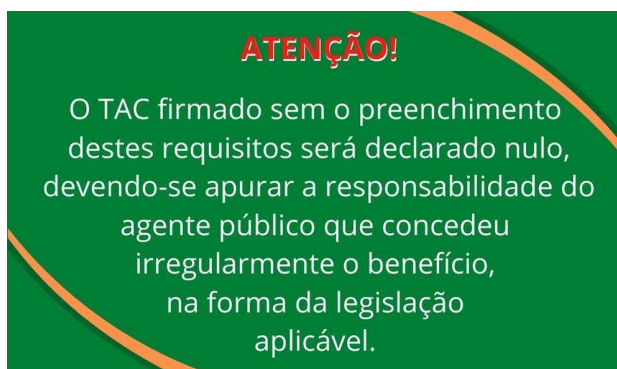 ATENÇÃO!
O TAC firmado sem o preenchimento
destes requisitos será declarado nulo,
devendo-se apurar a responsabilidade do
agente público que concedeu
irregularmente o benefício,
na forma da legislação
aplicável.